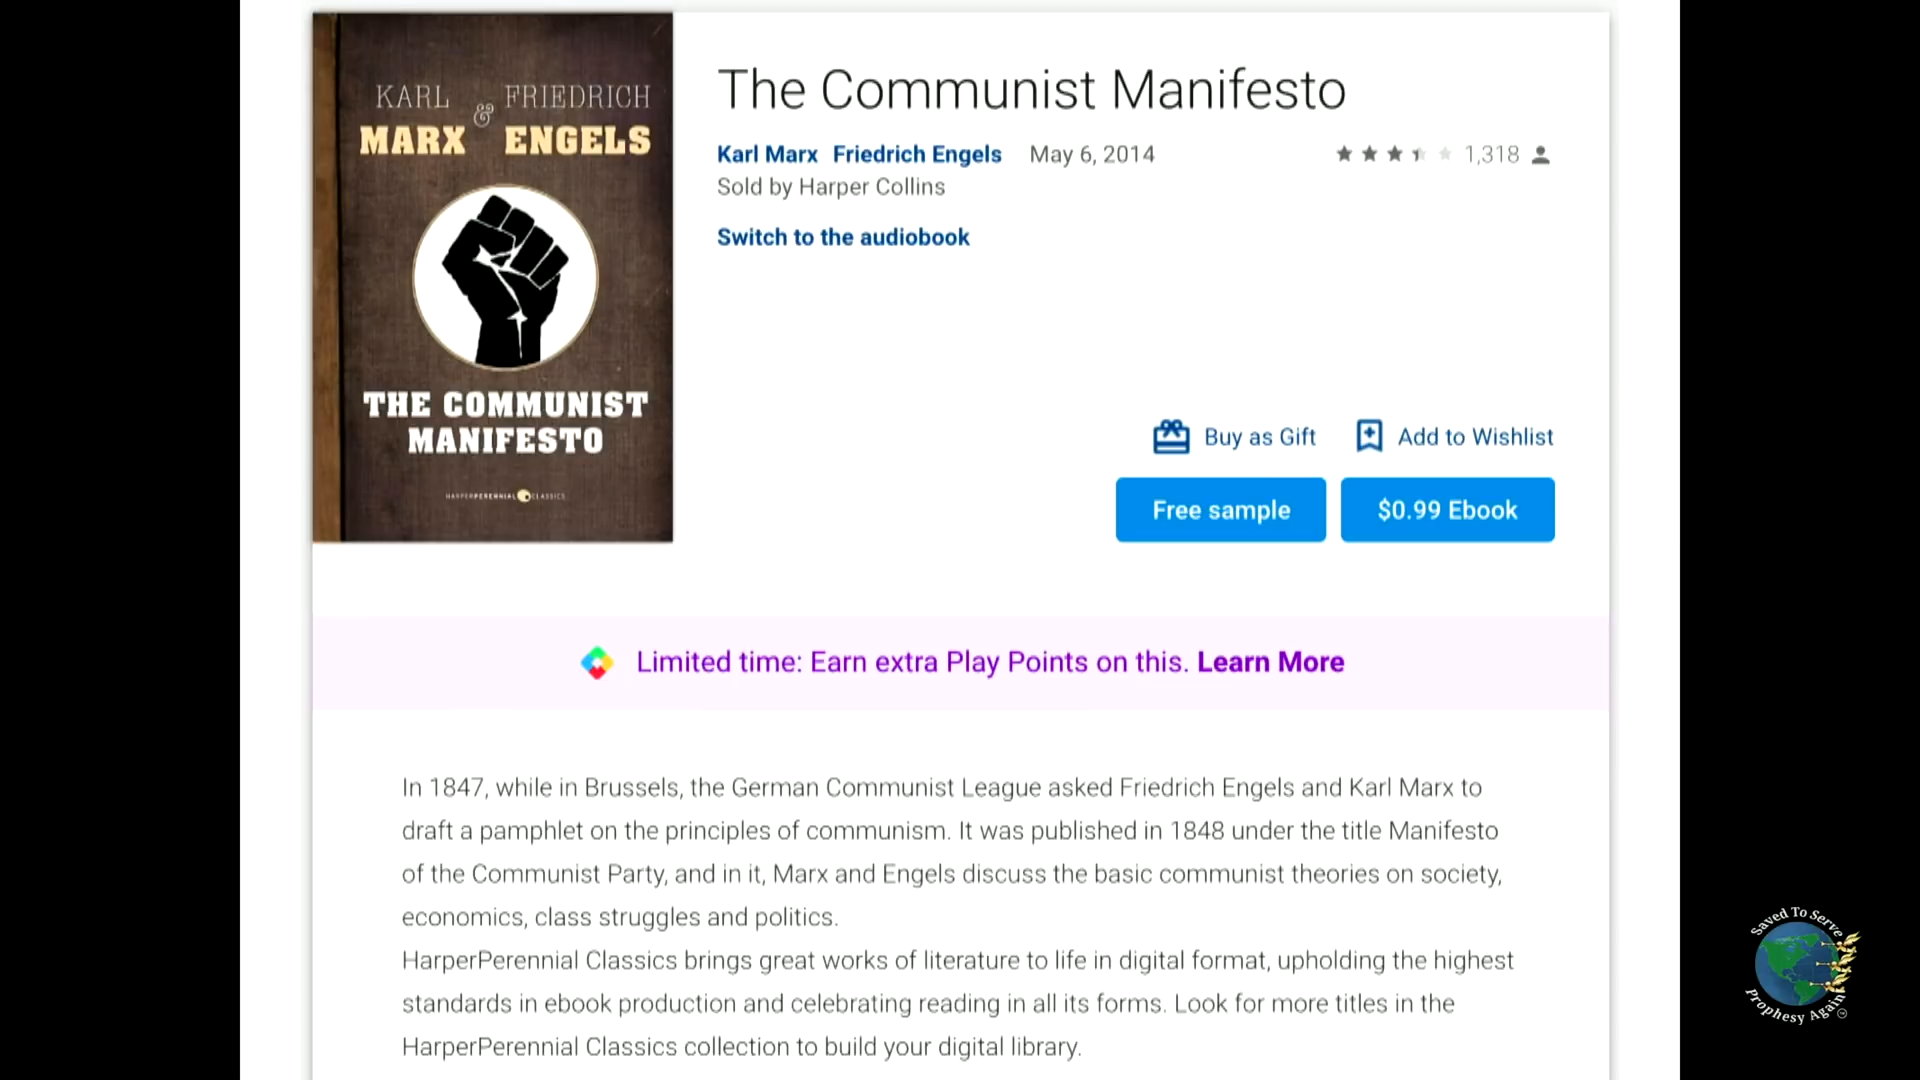 KARL & FRIEDRICH
MARX ENGELS
THE COMMUNIST
MANIFESTO
HARPERPERENNIAL CLASSICS
The Communist Manifesto
Karl Marx Friedrich Engels May 6, 2014 1,318
Sold by Harper Collins
Switch to the audiobook
Buy as Gift Add to Wishlist
Free sample $0.99 Ebook
Limited time: Earn extra Play Points on this. Learn More
In 1847, while in Brussels, the German Communist League asked Friedrich Engels and Karl Marx to
draft a pamphlet on the principles of communism. It was published in 1848 under the title Manifesto
of the Communist Party, and in it, Marx and Engels discuss the basic communist theories on society,
economics, class struggles and politics.
HarperPerennial Classics brings great works of literature to life in digital format, upholding the highest
standards in ebook production and celebrating reading in all its forms. Look for more titles in the
HarperPerennial Classics collection to build your digital library.
Saved To Serve
Prophesy Again